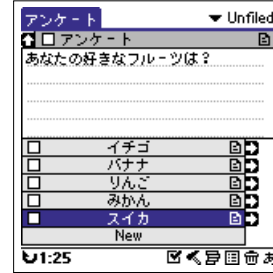 アンケート ▼ Unfiled
アンケート
あなたの好きなフルーツは?
イチゴ
バナナ
りんご
みかん
スイカ
New
1:25 あ